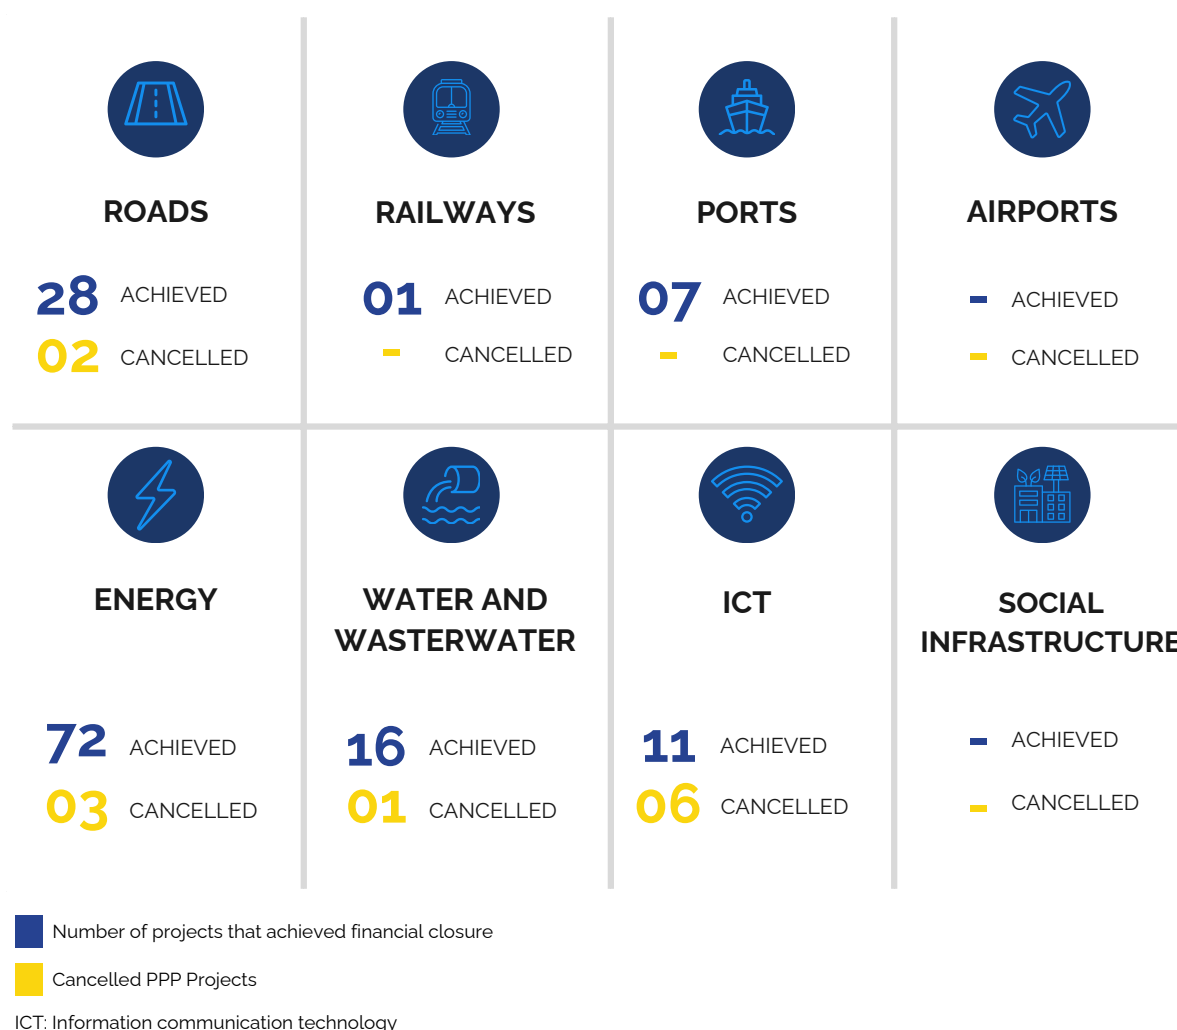 ROADS
28 ACHIEVED
02 CANCELLED
RAILWAYS
01 ACHIEVED
- CANCELLED
PORTS
07 ACHIEVED
- CANCELLED
AIRPORTS
- ACHIEVED
- CANCELLED
ENERGY
72 ACHIEVED
03 CANCELLED
WATER AND
WASTERWATER
16 ACHIEVED
01 CANCELLED
ICT
11 ACHIEVED
06 CANCELLED
SOCIAL
INFRASTRUCTURE
- ACHIEVED
- CANCELLED
Number of projects that achieved financial closure
Cancelled PPP Projects
ICT: Information communication technology